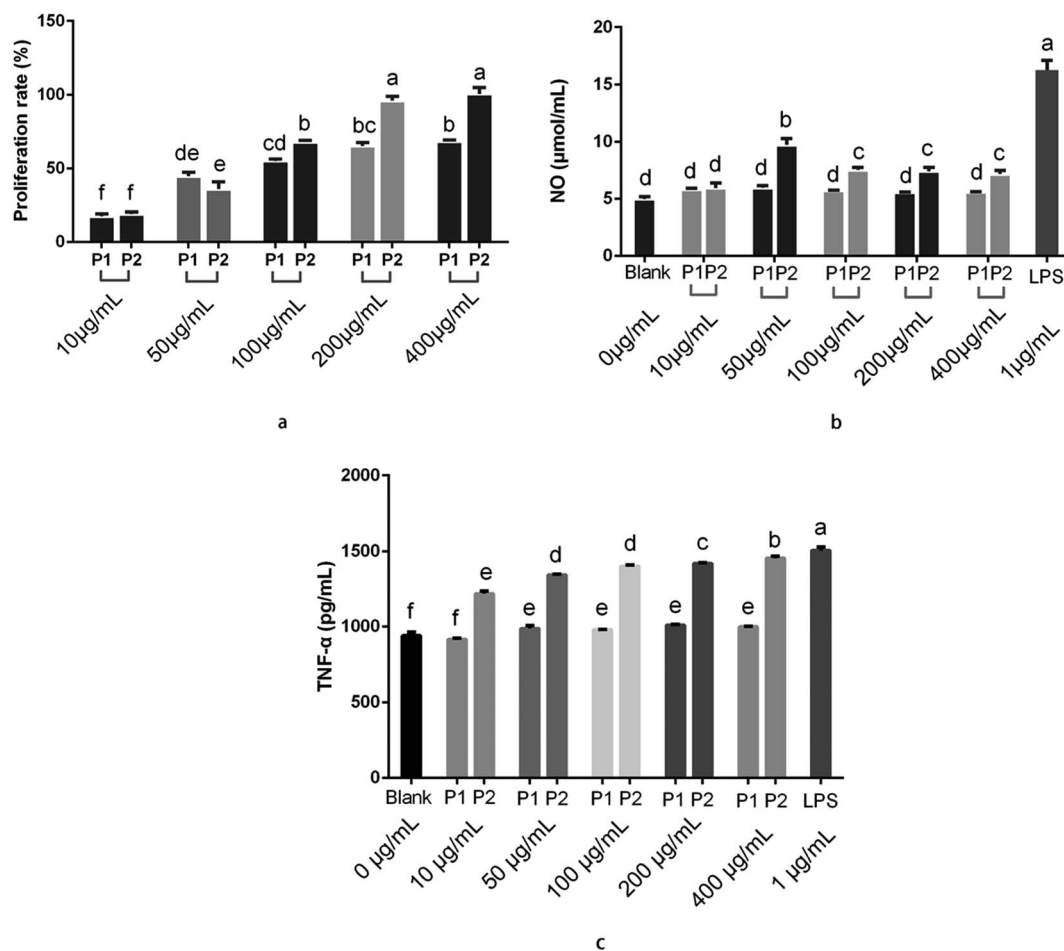 150
100
50
0
Proliferation rate (%)
f f de e cd b bc a b a
P1 P2 P1 P2 P1 P2 P1 P2 P1 P2
10µg/mL 50µg/mL 100µg/mL 200µg/mL 400µg/mL
a
20
15
10
5
0
NO (µmol/mL)
d d d d b d c d c d c a
Blank P1P2 P1P2 P1P2 P1P2 P1P2 LPS
0µg/mL 10µg/mL 50µg/mL 100µg/mL 200µg/mL 400µg/mL 1µg/mL
b
2000
1500
1000
500
0
TNF-α (pg/mL)
f f e e d e d e c e b a
Blank P1 P2 P1 P2 P1 P2 P1 P2 P1 P2 LPS
0 µg/mL 10 µg/mL 50 µg/mL 100 µg/mL 200 µg/mL 400 µg/mL 1 µg/mL
c